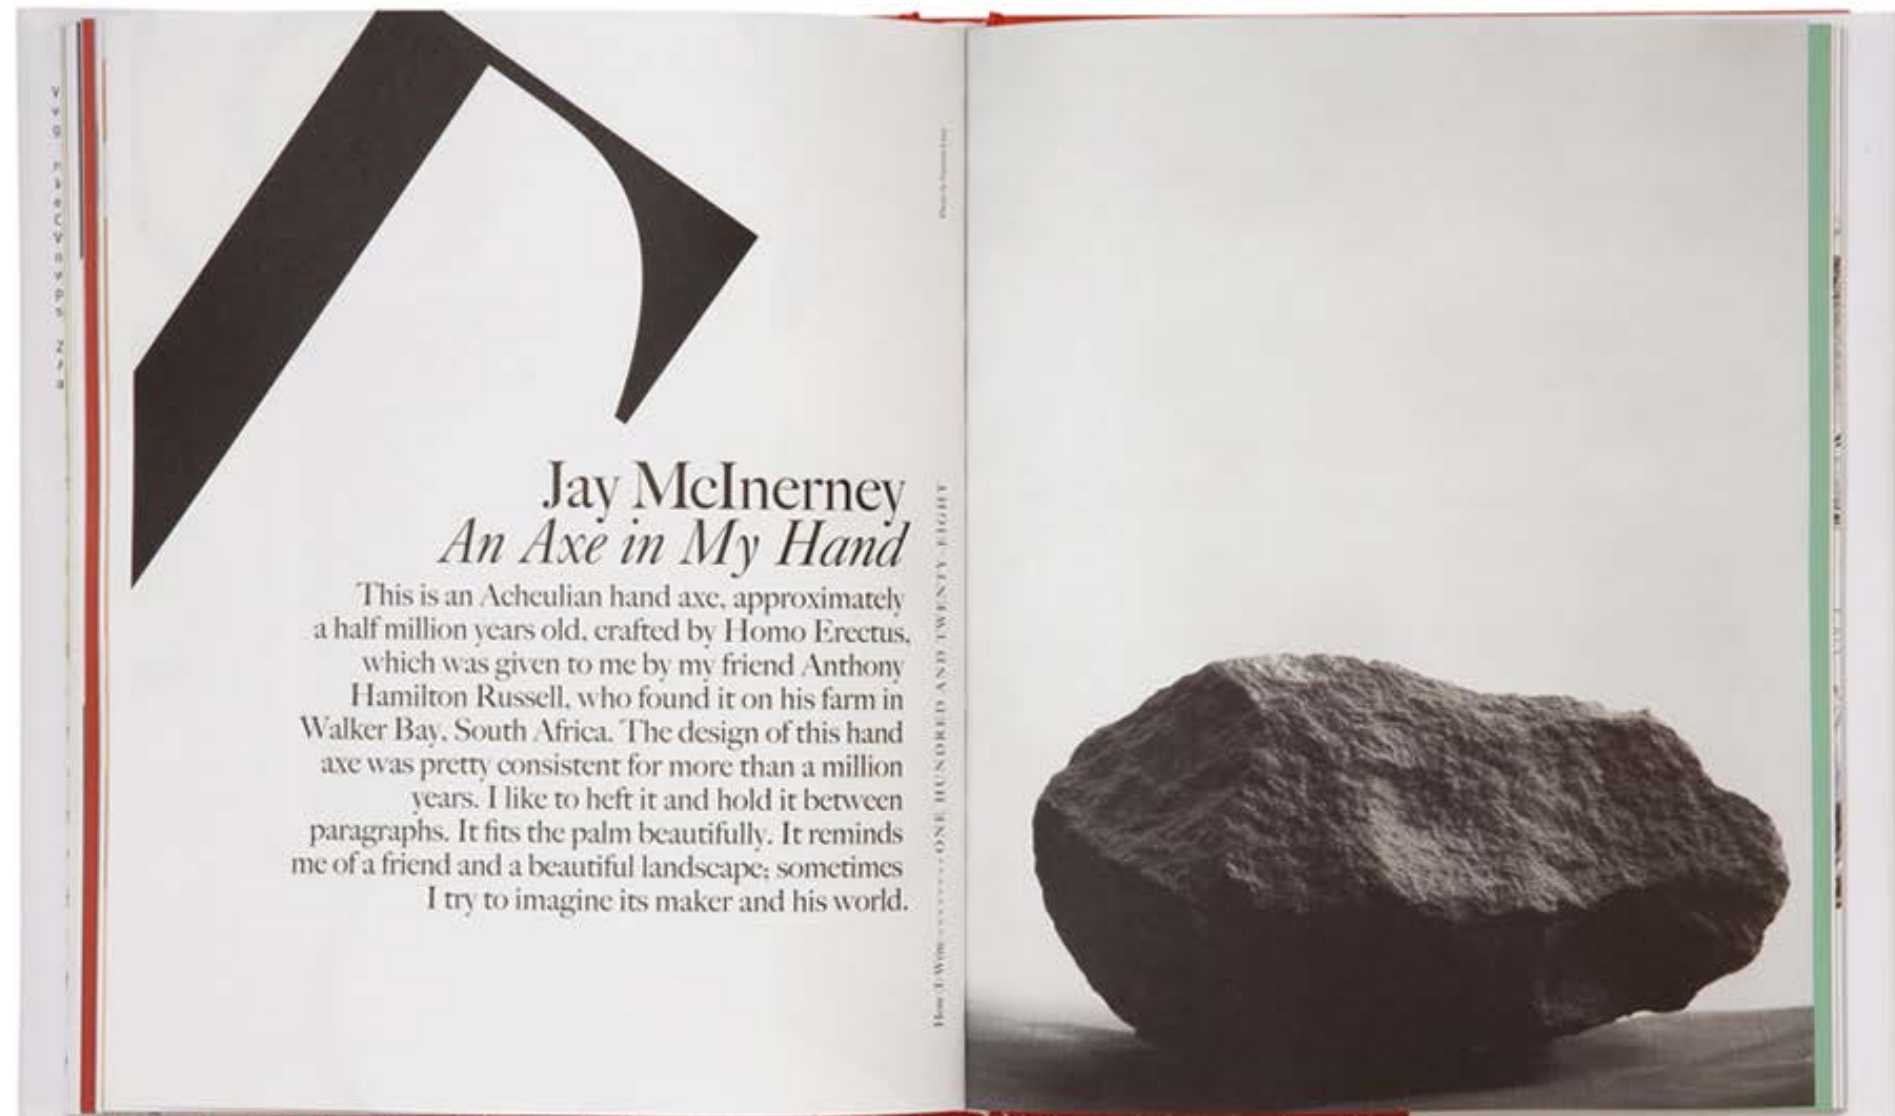 Jay McInerney
An Axe in My Hand
This is an Acheulian hand axe, approximately
a half million years old, crafted by Homo Erectus,
which was given to me by my friend Anthony
Hamilton Russell, who found it on his farm in
Walker Bay, South Africa. The design of this hand
axe was pretty consistent for more than a million
years. I like to heft it and hold it between
paragraphs. It fits the palm beautifully. It reminds
me of a friend and a beautiful landscape; sometimes
I try to imagine its maker and his world.
How I Write ONE HUNDRED AND TWENTY-EIGHT